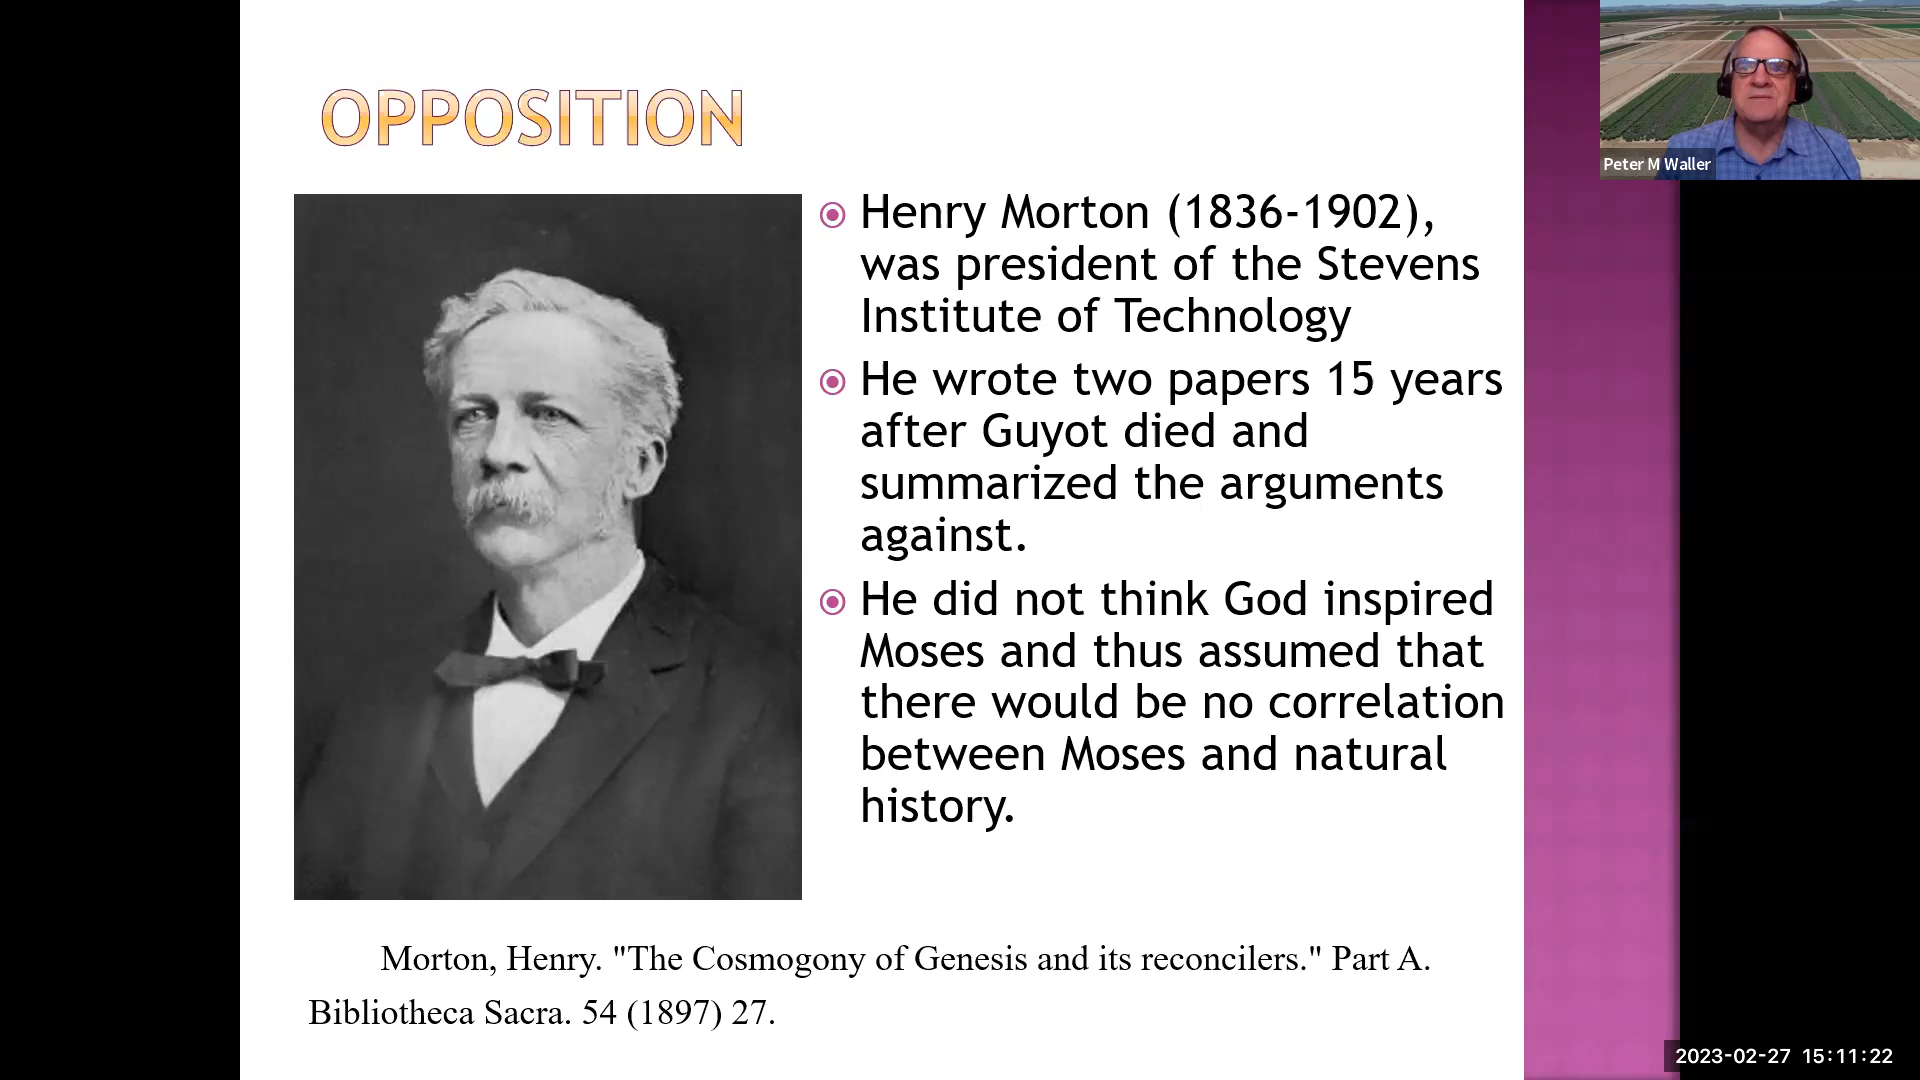 OPPOSITION
Henry Morton (1836-1902),
was president of the Stevens
Institute of Technology
He wrote two papers 15 years
after Guyot died and
summarized the arguments
against.
He did not think God inspired
Moses and thus assumed that
there would be no correlation
between Moses and natural
history.
Morton, Henry. "The Cosmogony of Genesis and its reconcilers." Part A.
Bibliotheca Sacra. 54 (1897) 27.
Peter M Waller
2023-02-27 15:11:22